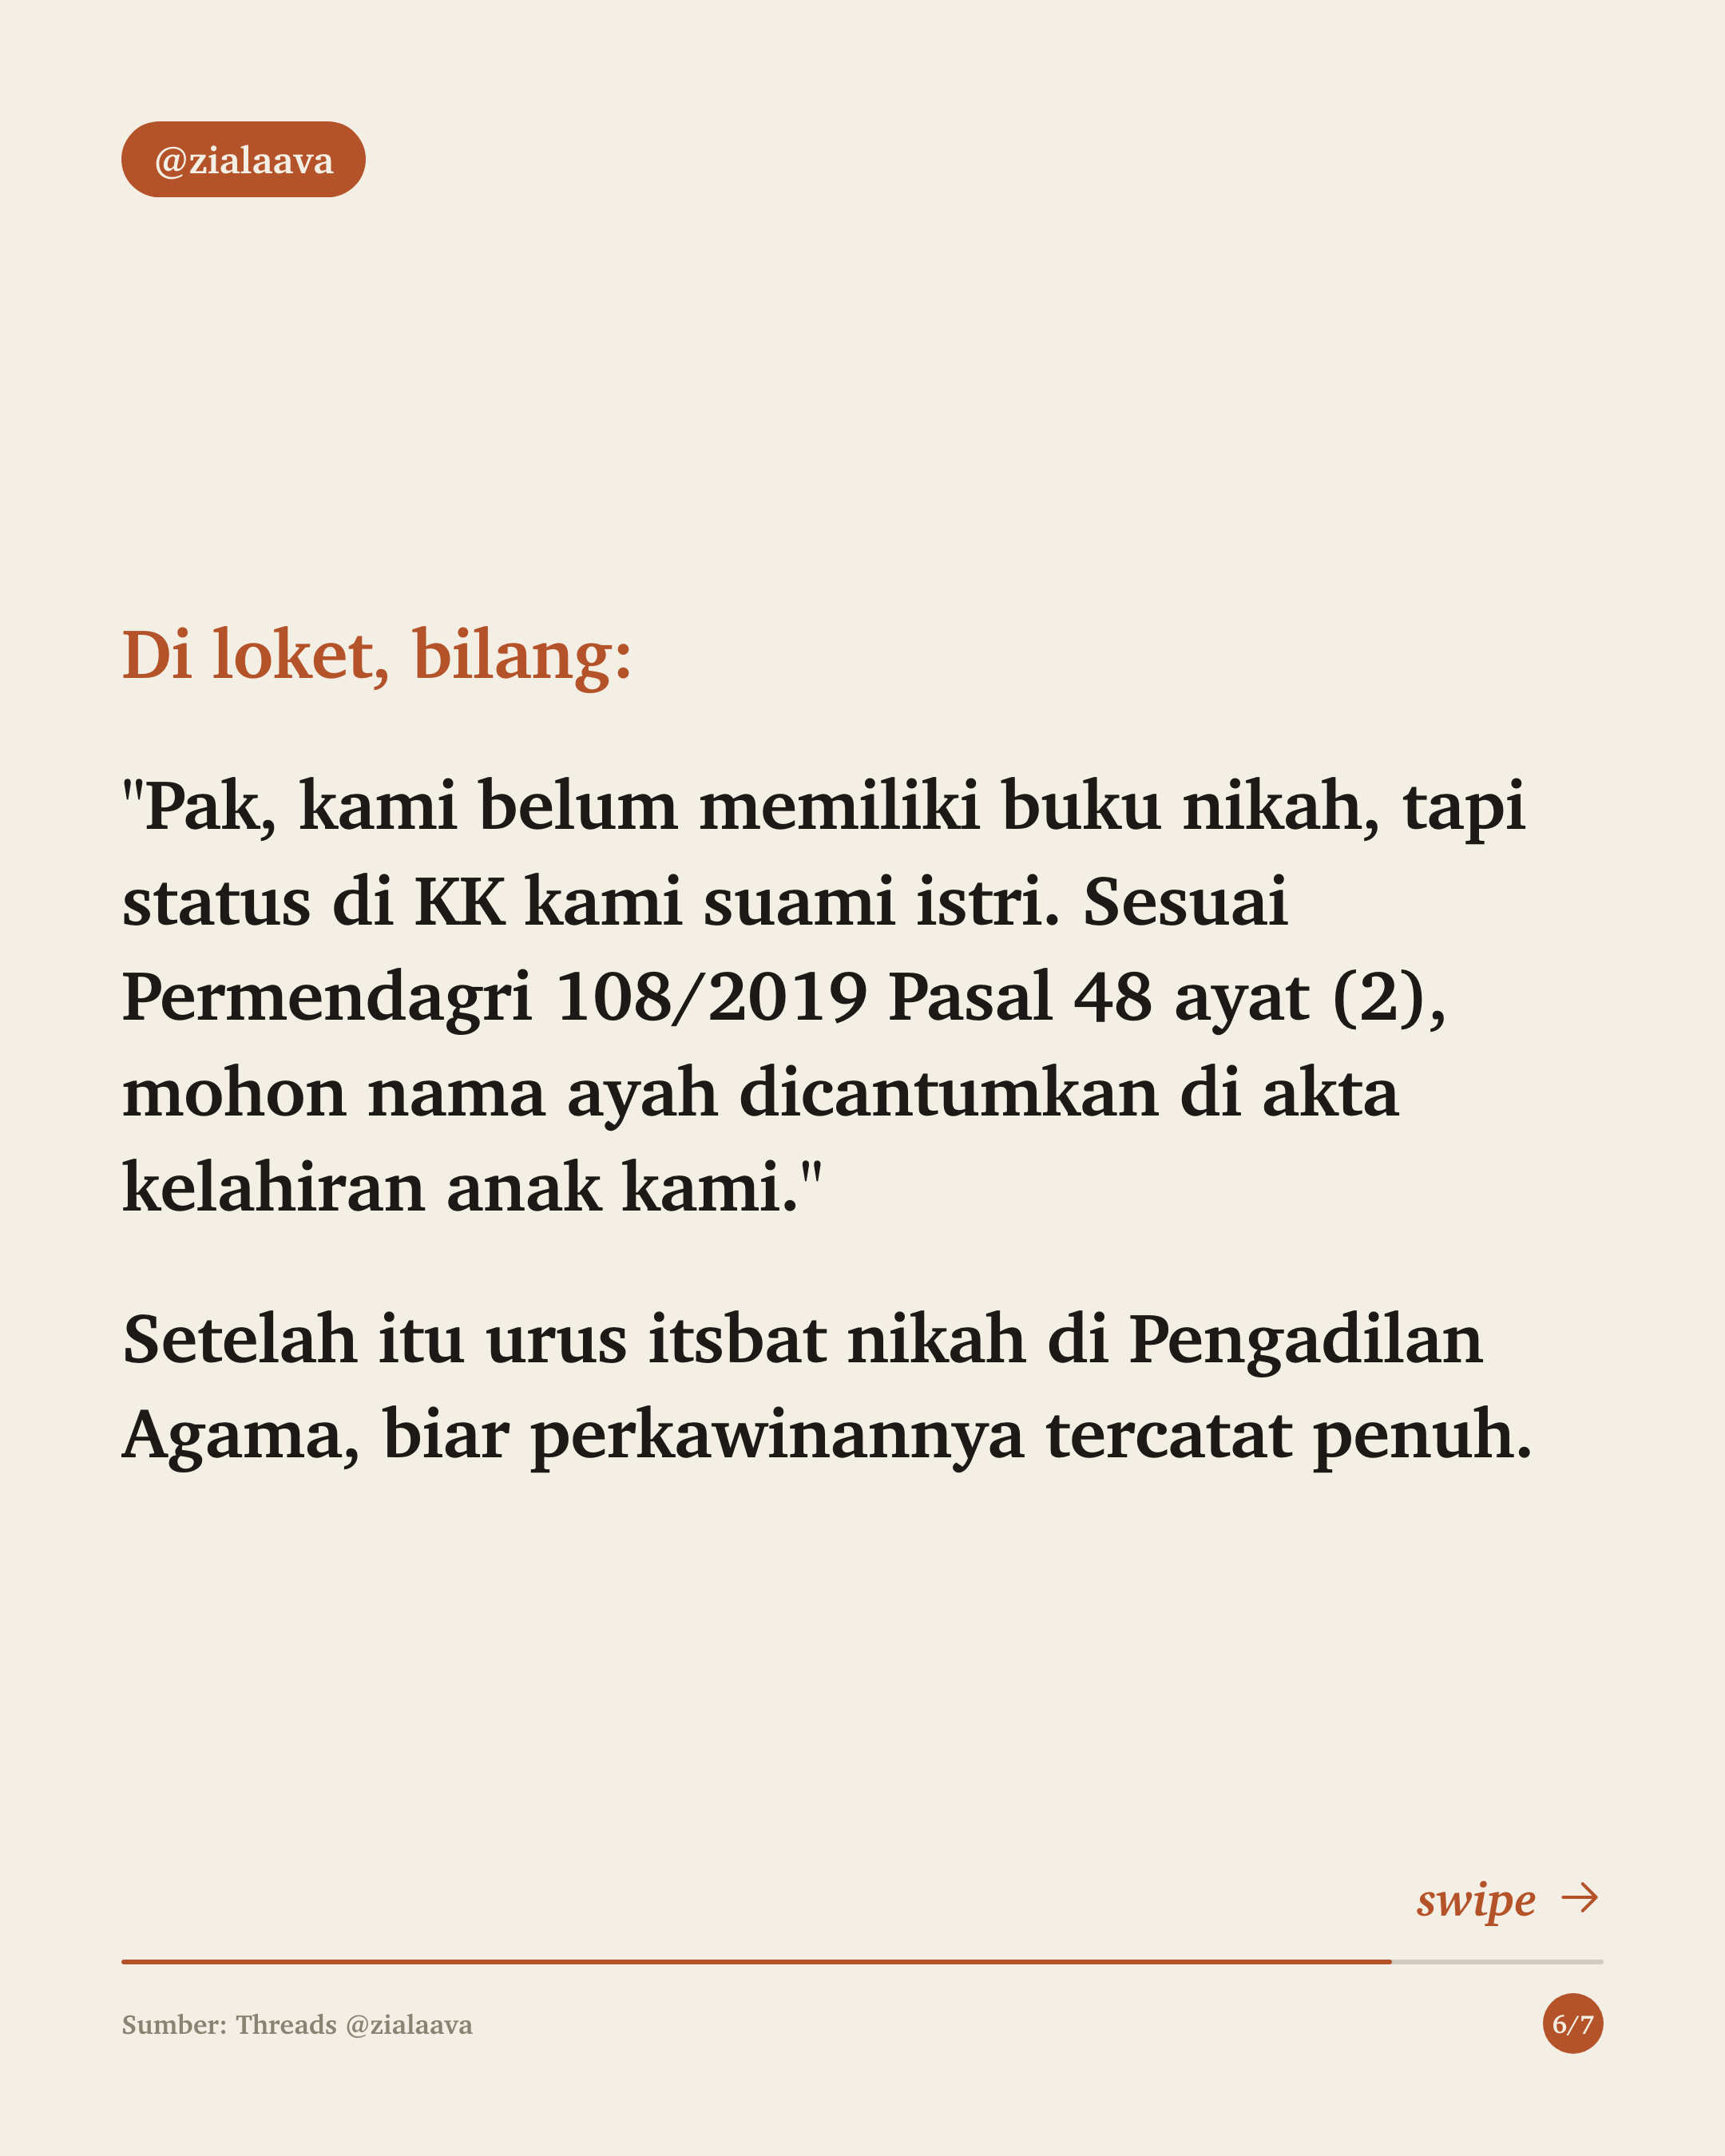 @zialaava
Di loket, bilang:
"Pak, kami belum memiliki buku nikah, tapi
status di KK kami suami istri. Sesuai
Permendagri 108/2019 Pasal 48 ayat (2),
mohon nama ayah dicantumkan di akta
kelahiran anak kami."
Setelah itu urus itsbat nikah di Pengadilan
Agama, biar perkawinannya tercatat penuh.
swipe →
Sumber: Threads @zialaava
6/7